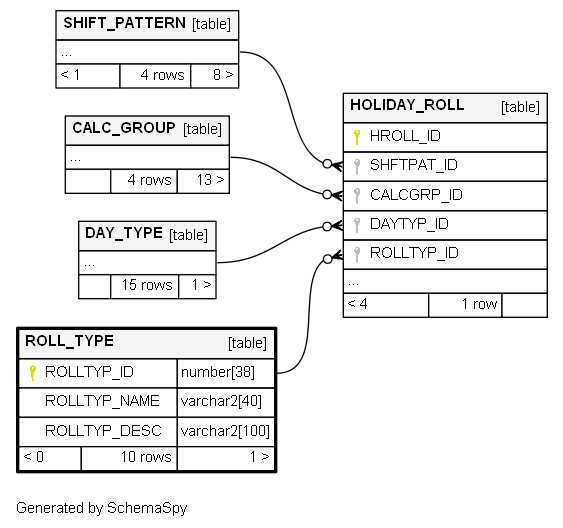 SHIFT_PATTERN [table]
...
< 1 4 rows 8 >
CALC_GROUP [table]
...
4 rows 13 >
DAY_TYPE [table]
...
15 rows 1 >
ROLL_TYPE [table]
ROLLTYP_ID number[38]
ROLLTYP_NAME varchar2[40]
ROLLTYP_DESC varchar2[100]
< 0 10 rows 1 >
HOLIDAY_ROLL [table]
HROLL_ID
SHFTPAT_ID
CALCGRP_ID
DAYTYP_ID
ROLLTYP_ID
...
< 4 1 row
Generated by SchemaSpy